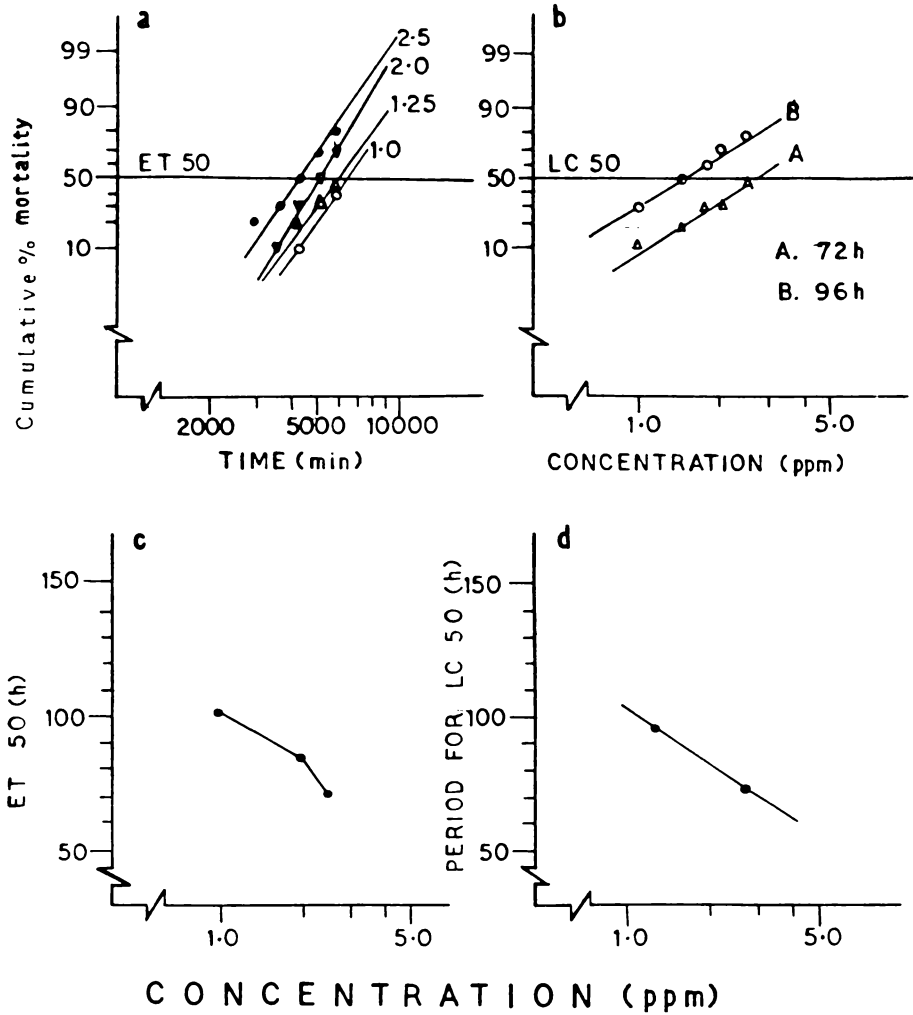 a
99
90
50
10
Cumulative % mortality
ET 50
2·5
2·0
1·25
1·0
2000
5000
10000
TIME (min)
b
99
90
50
10
LC 50
B
A
A. 72h
B. 96h
1·0
5·0
CONCENTRATION (ppm)
c
150
100
50
ET 50 (h)
1·0
5·0
d
150
100
50
PERIOD FOR LC 50 (h)
1·0
5·0
CONCENTRATION (ppm)